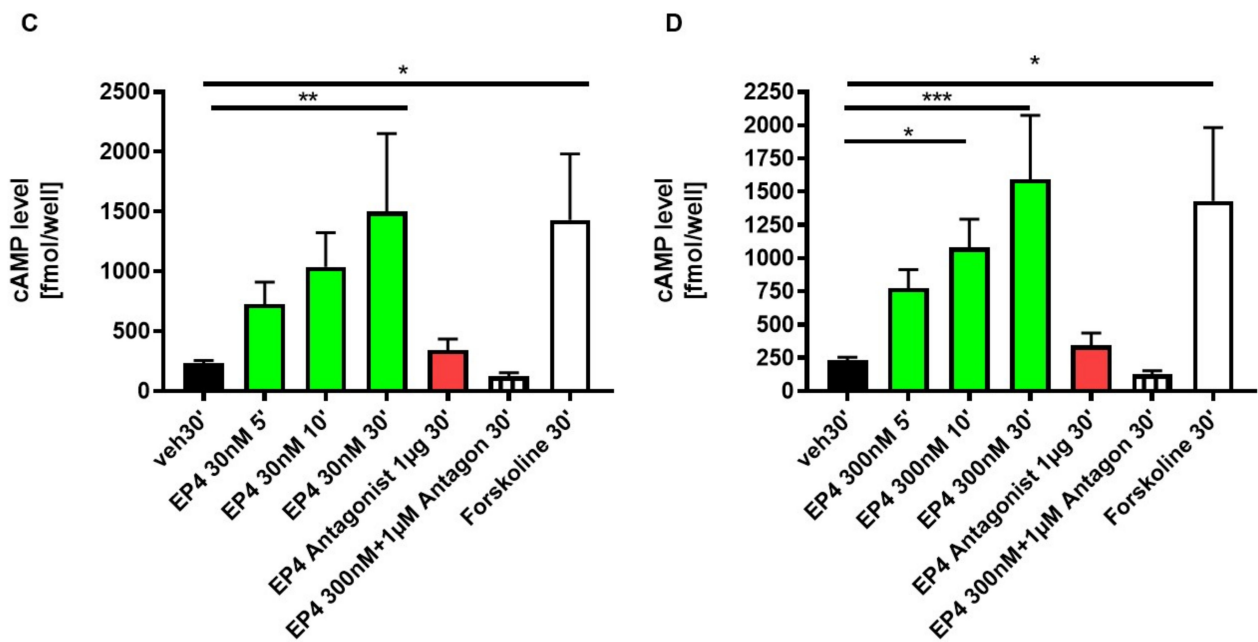 C
*
**
2500
2000
1500
1000
500
0
cAMP level
[fmol/well]
veh30'
EP4 30nM 5'
EP4 30nM 10'
EP4 30nM 30'
EP4 Antagonist 1µg 30'
EP4 300nM+1µM Antagon 30'
Forskoline 30'
D
*
***
*
2250
2000
1750
1500
1250
1000
750
500
250
0
cAMP level
[fmol/well]
veh30'
EP4 300nM 5'
EP4 300nM 10'
EP4 300nM 30'
EP4 Antagonist 1µg 30'
EP4 300nM+1µM Antagon 30'
Forskoline 30'